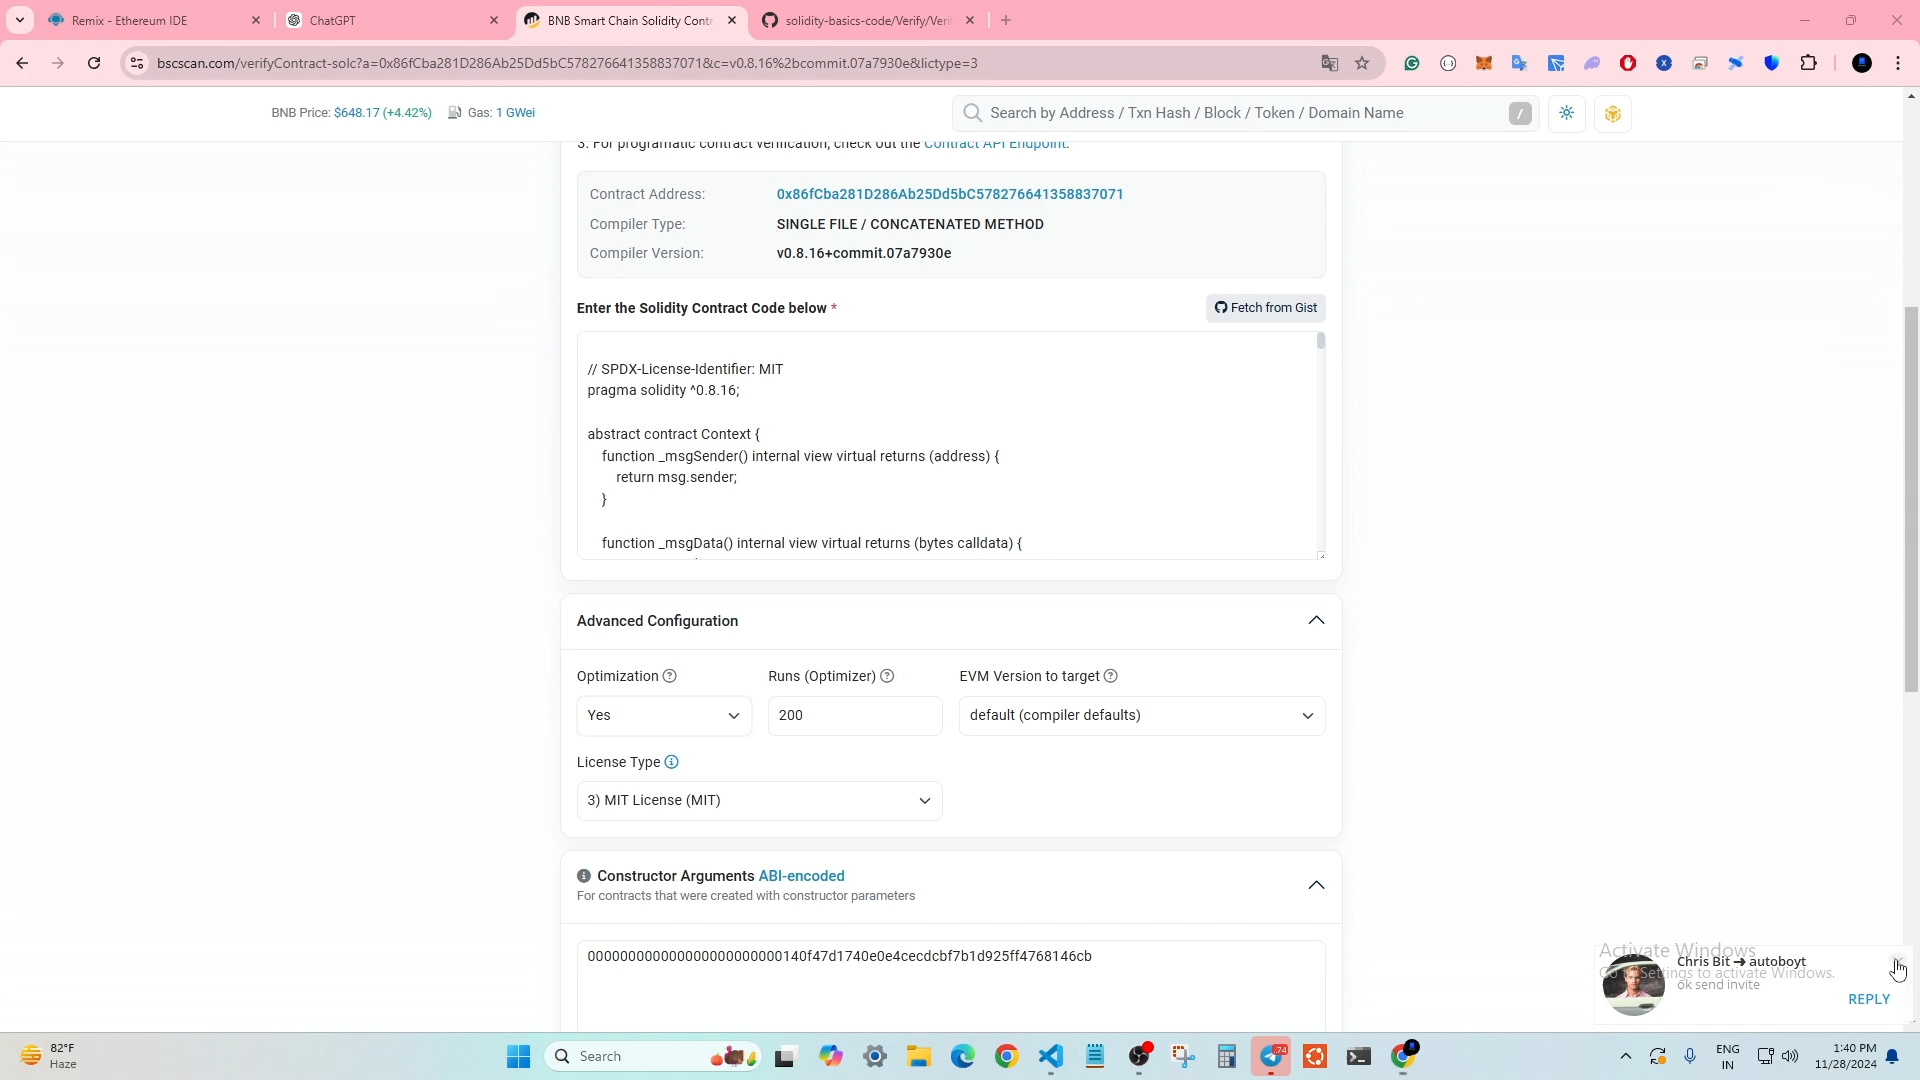 Remix - Ethereum IDE
ChatGPT
BNB Smart Chain Solidity Contr
solidity-basics-code/Verify/Veri
bscscan.com/verifyContract-solc?a=0x86fCba281D286Ab25Dd5bC578276641358837071&c=v0.8.16%2bcommit.07a7930e&lictype=3
BNB Price: $648.17 (+4.42%) Gas: 1 GWei
Search by Address / Txn Hash / Block / Token / Domain Name /
3. For programatic contract verification, check out the Contract API Endpoint.
Contract Address: 0x86fCba281D286Ab25Dd5bC578276641358837071
Compiler Type: SINGLE FILE / CONCATENATED METHOD
Compiler Version: v0.8.16+commit.07a7930e
Enter the Solidity Contract Code below *
Fetch from Gist
// SPDX-License-Identifier: MIT
pragma solidity ^0.8.16;
abstract contract Context {
function _msgSender() internal view virtual returns (address) {
return msg.sender;
}
function _msgData() internal view virtual returns (bytes calldata) {
Advanced Configuration
Optimization Runs (Optimizer) EVM Version to target
Yes 200 default (compiler defaults)
License Type
3) MIT License (MIT)
Constructor Arguments ABI-encoded
For contracts that were created with constructor parameters
000000000000000000000000140f47d1740e0e4cecdcbf7b1d925ff4768146cb
Activate Windows
Go to Settings to activate Windows.
Chris Bit ➜ autoboyt
ok send invite
REPLY
82°F
Haze
Search
74
ENG
IN
1:40 PM
11/28/2024